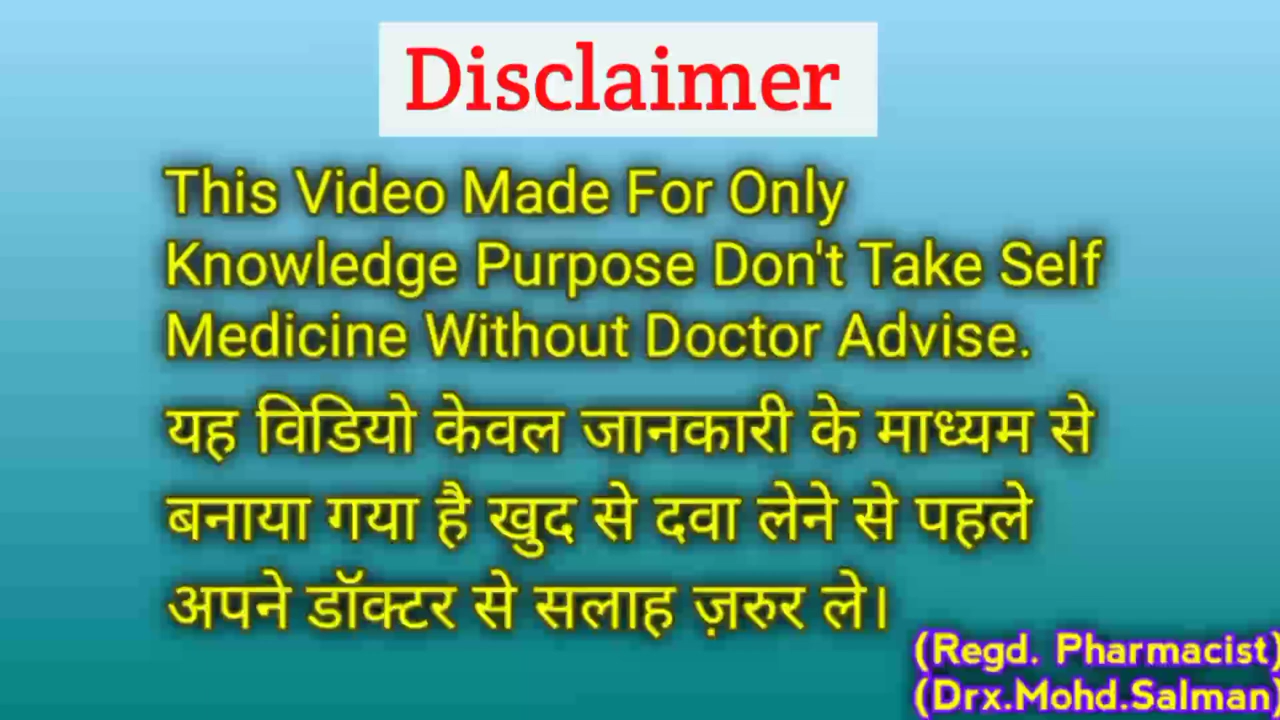 Disclaimer
This Video Made For Only
Knowledge Purpose Don't Take Self
Medicine Without Doctor Advise.
यह विडियो केवल जानकारी के माध्यम से
बनाया गया है खुद से दवा लेने से पहले
अपने डॉक्टर से सलाह ज़रुर ले।
(Regd. Pharmacist)
(Drx.Mohd.Salman)